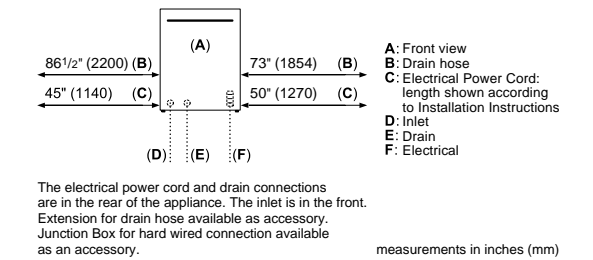 (A)
86 1/2" (2200) (B)
73" (1854) (B)
45" (1140) (C)
50" (1270) (C)
(D) (E) (F)
A: Front view
B: Drain hose
C: Electrical Power Cord:
length shown according
to Installation Instructions
D: Inlet
E: Drain
F: Electrical
The electrical power cord and drain connections
are in the rear of the appliance. The inlet is in the front.
Extension for drain hose available as accessory.
Junction Box for hard wired connection available
as an accessory.
measurements in inches (mm)